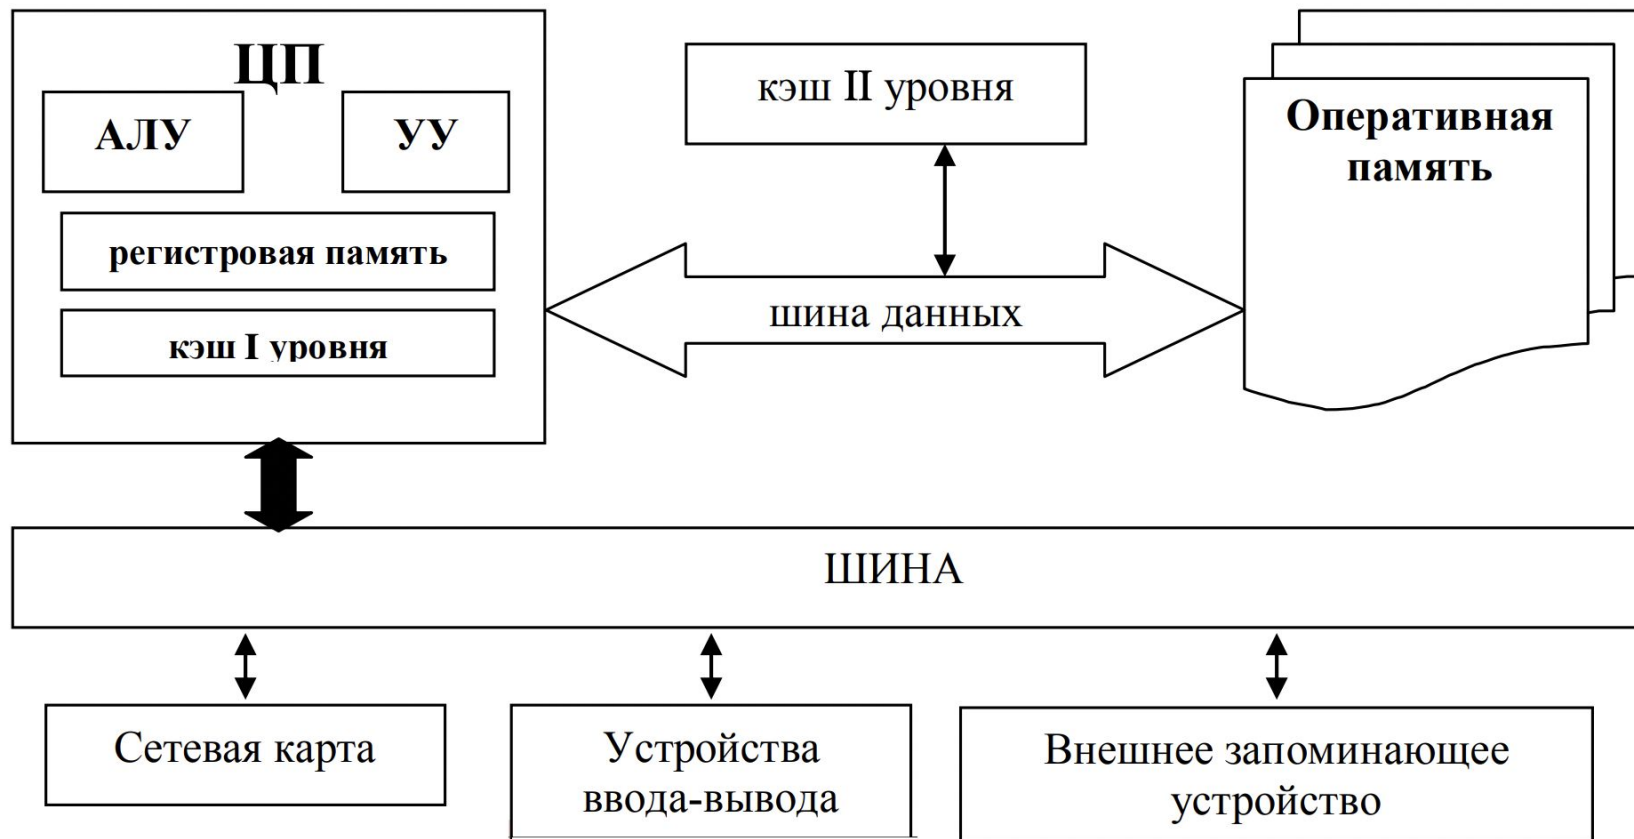 ЦП
АЛУ
УУ
регистровая память
кэш I уровня
кэш II уровня
шина данных
Оперативная
память
ШИНА
Сетевая карта
Устройства
ввода-вывода
Внешнее запоминающее
устройство